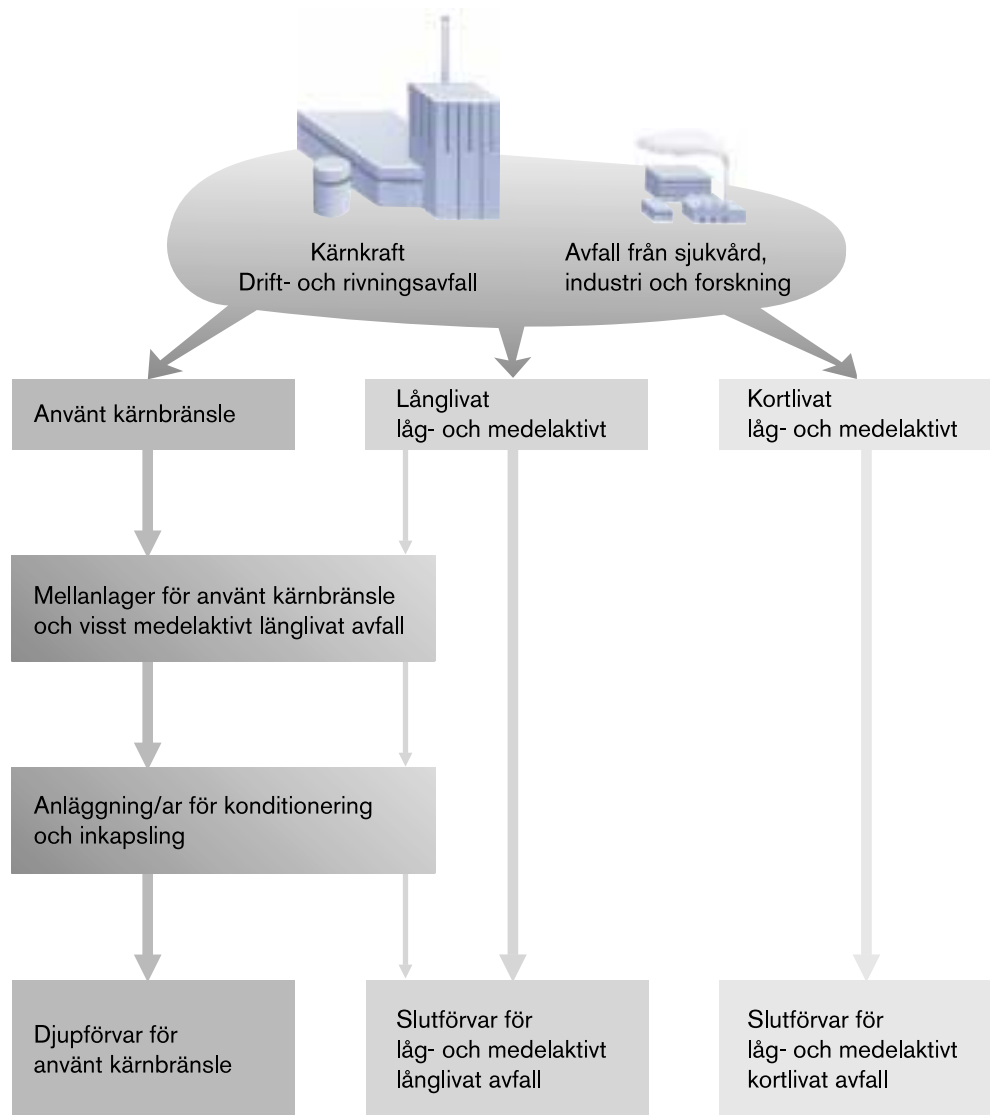 Kärnkraft
Drift- och rivningsavfall
Avfall från sjukvård,
industri och forskning
Använt kärnbränsle
Långlivat
låg- och medelaktivt
Kortlivat
låg- och medelaktivt
Mellanlager för använt kärnbränsle
och visst medelaktivt länglivat avfall
Anläggning/ar för konditionering
och inkapsling
Djupförvar för
använt kärnbränsle
Slutförvar för
låg- och medelaktivt
långlivat avfall
Slutförvar för
låg- och medelaktivt
kortlivat avfall